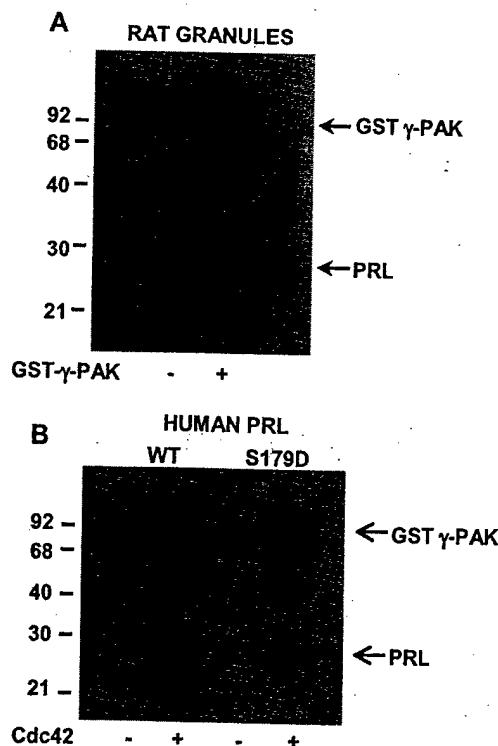 A
RAT GRANULES
92
68
40
30
21
GST γ-PAK
PRL
GST-γ-PAK - +
B
HUMAN PRL
WT S179D
92
68
40
30
21
GST γ-PAK
PRL
Cdc42 - + - +